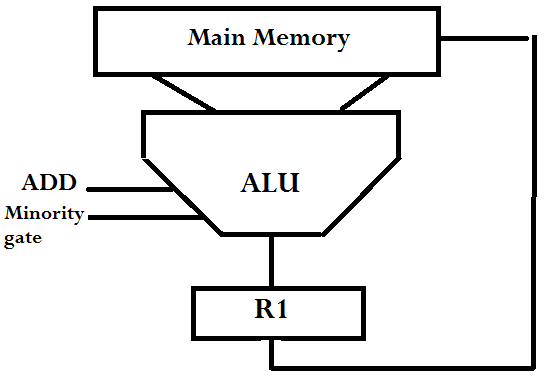 Main Memory
ADD
ALU
Minority
gate
R1